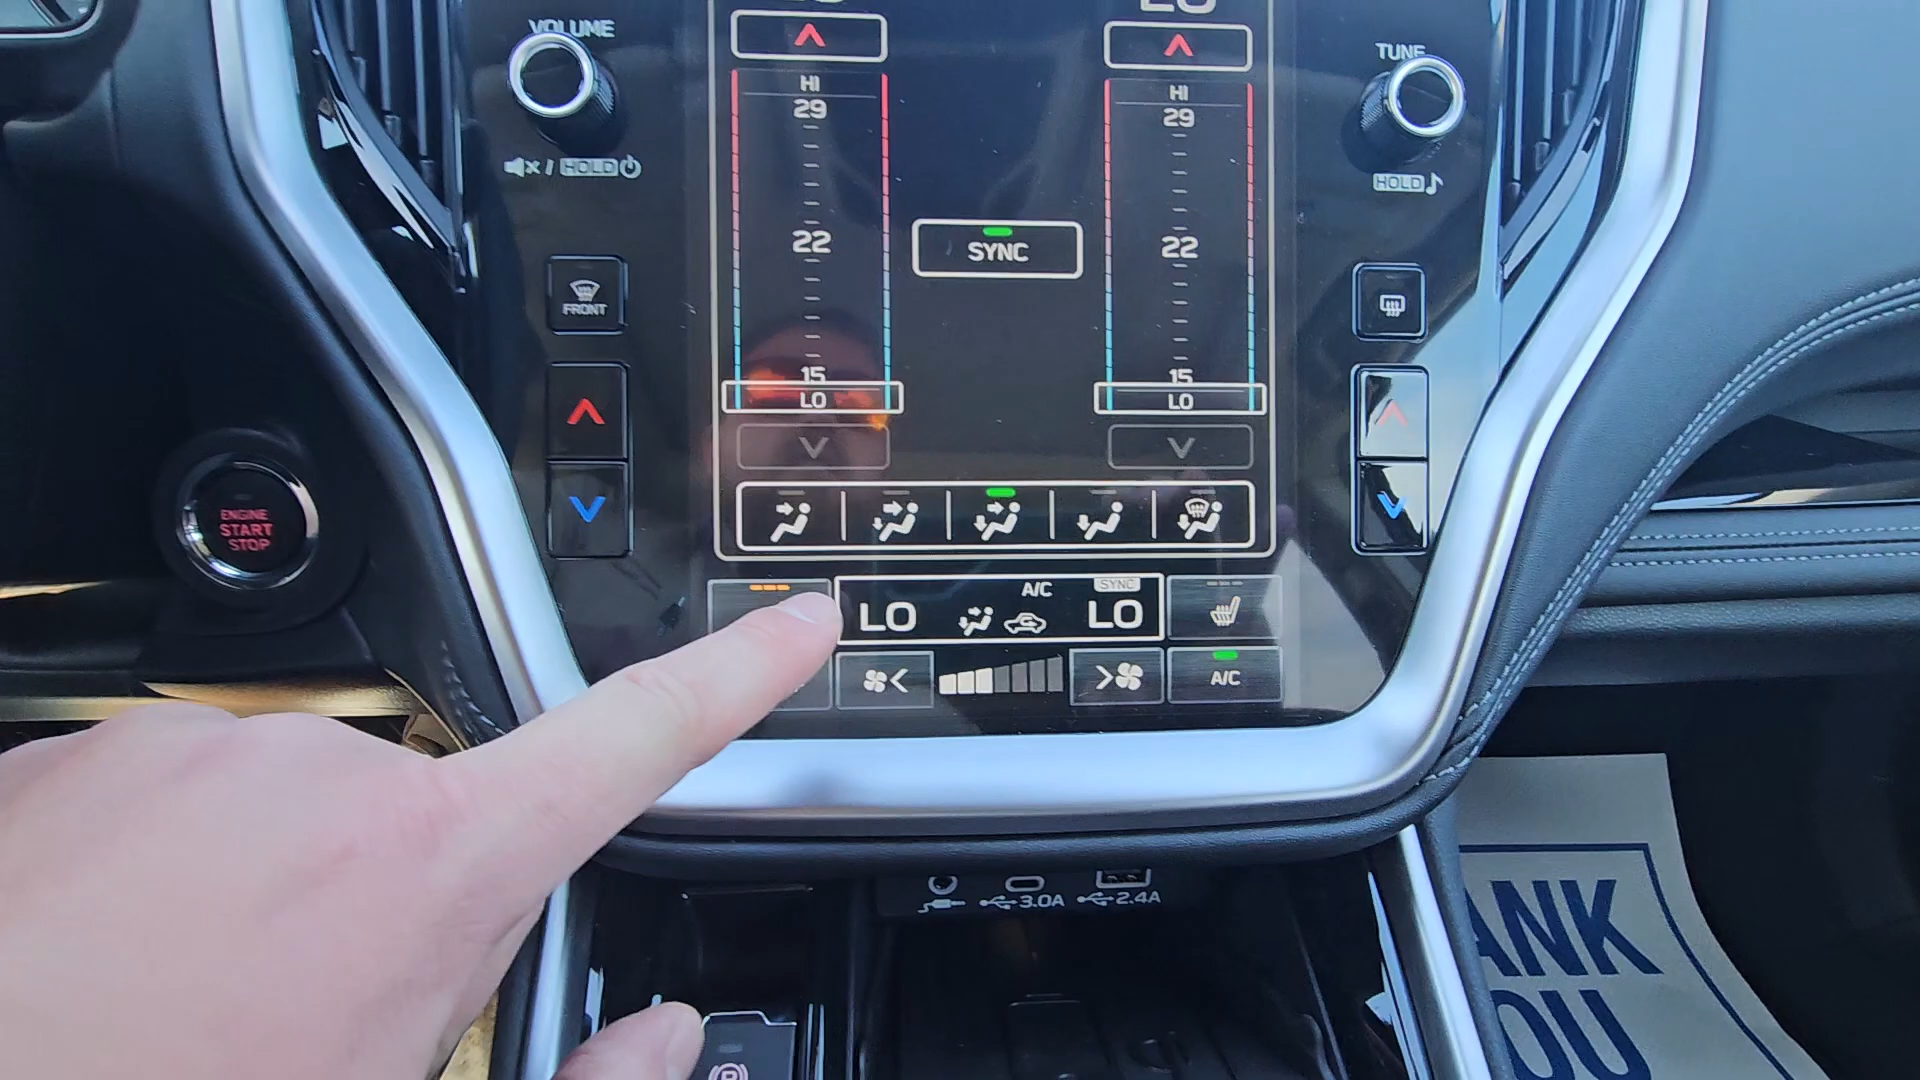 VOLUME
TUNE
HI
29
HI
29
/ HOLD
HOLD
22
SYNC
22
FRONT
15
LO
15
LO
ENGINE
START
STOP
A/C
SYNC
LO
LO
A/C
3.0A
2.4A
ANK
OU